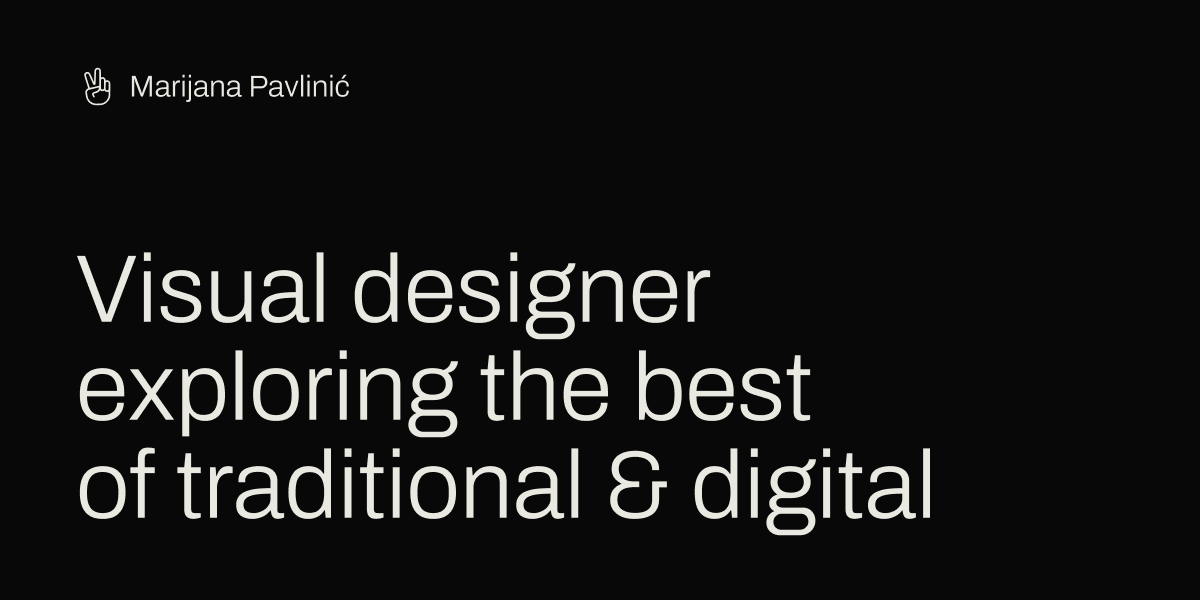 Marijana Pavlinić
Visual designer
exploring the best
of traditional & digital